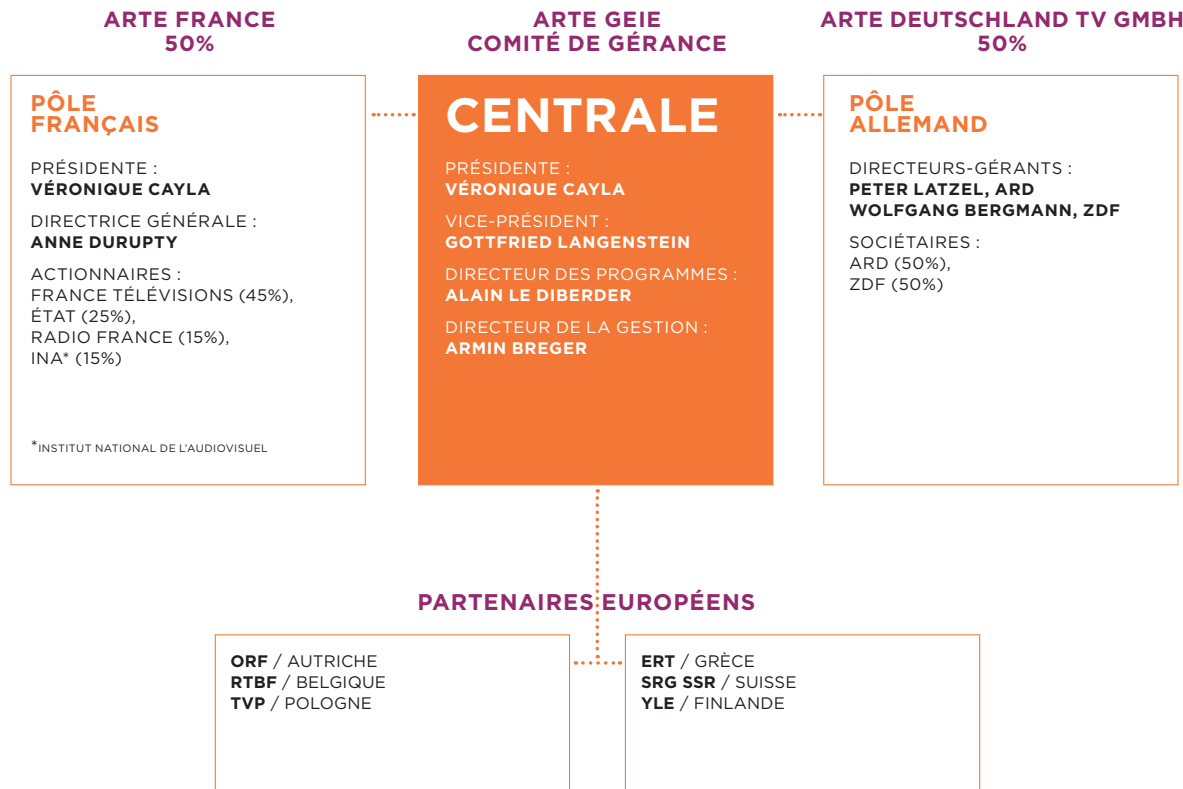 ARTE FRANCE
50%
PÔLE
FRANÇAIS
PRÉSIDENTE :
VÉRONIQUE CAYLA
DIRECTRICE GÉNÉRALE :
ANNE DURUPTY
ACTIONNAIRES :
FRANCE TÉLÉVISIONS (45%),
ÉTAT (25%),
RADIO FRANCE (15%),
INA* (15%)
*INSTITUT NATIONAL DE L'AUDIOVISUEL
ARTE GEIE
COMITÉ DE GÉRANCE
CENTRALE
PRÉSIDENTE :
VÉRONIQUE CAYLA
VICE-PRÉSIDENT :
GOTTFRIED LANGENSTEIN
DIRECTEUR DES PROGRAMMES :
ALAIN LE DIBERDER
DIRECTEUR DE LA GESTION :
ARMIN BREGER
ARTE DEUTSCHLAND TV GMBH
50%
PÔLE
ALLEMAND
DIRECTEURS-GÉRANTS :
PETER LATZEL, ARD
WOLFGANG BERGMANN, ZDF
SOCIÉTAIRES :
ARD (50%),
ZDF (50%)
PARTENAIRES EUROPÉENS
ORF / AUTRICHE
RTBF / BELGIQUE
TVP / POLOGNE
ERT / GRÈCE
SRG SSR / SUISSE
YLE / FINLANDE